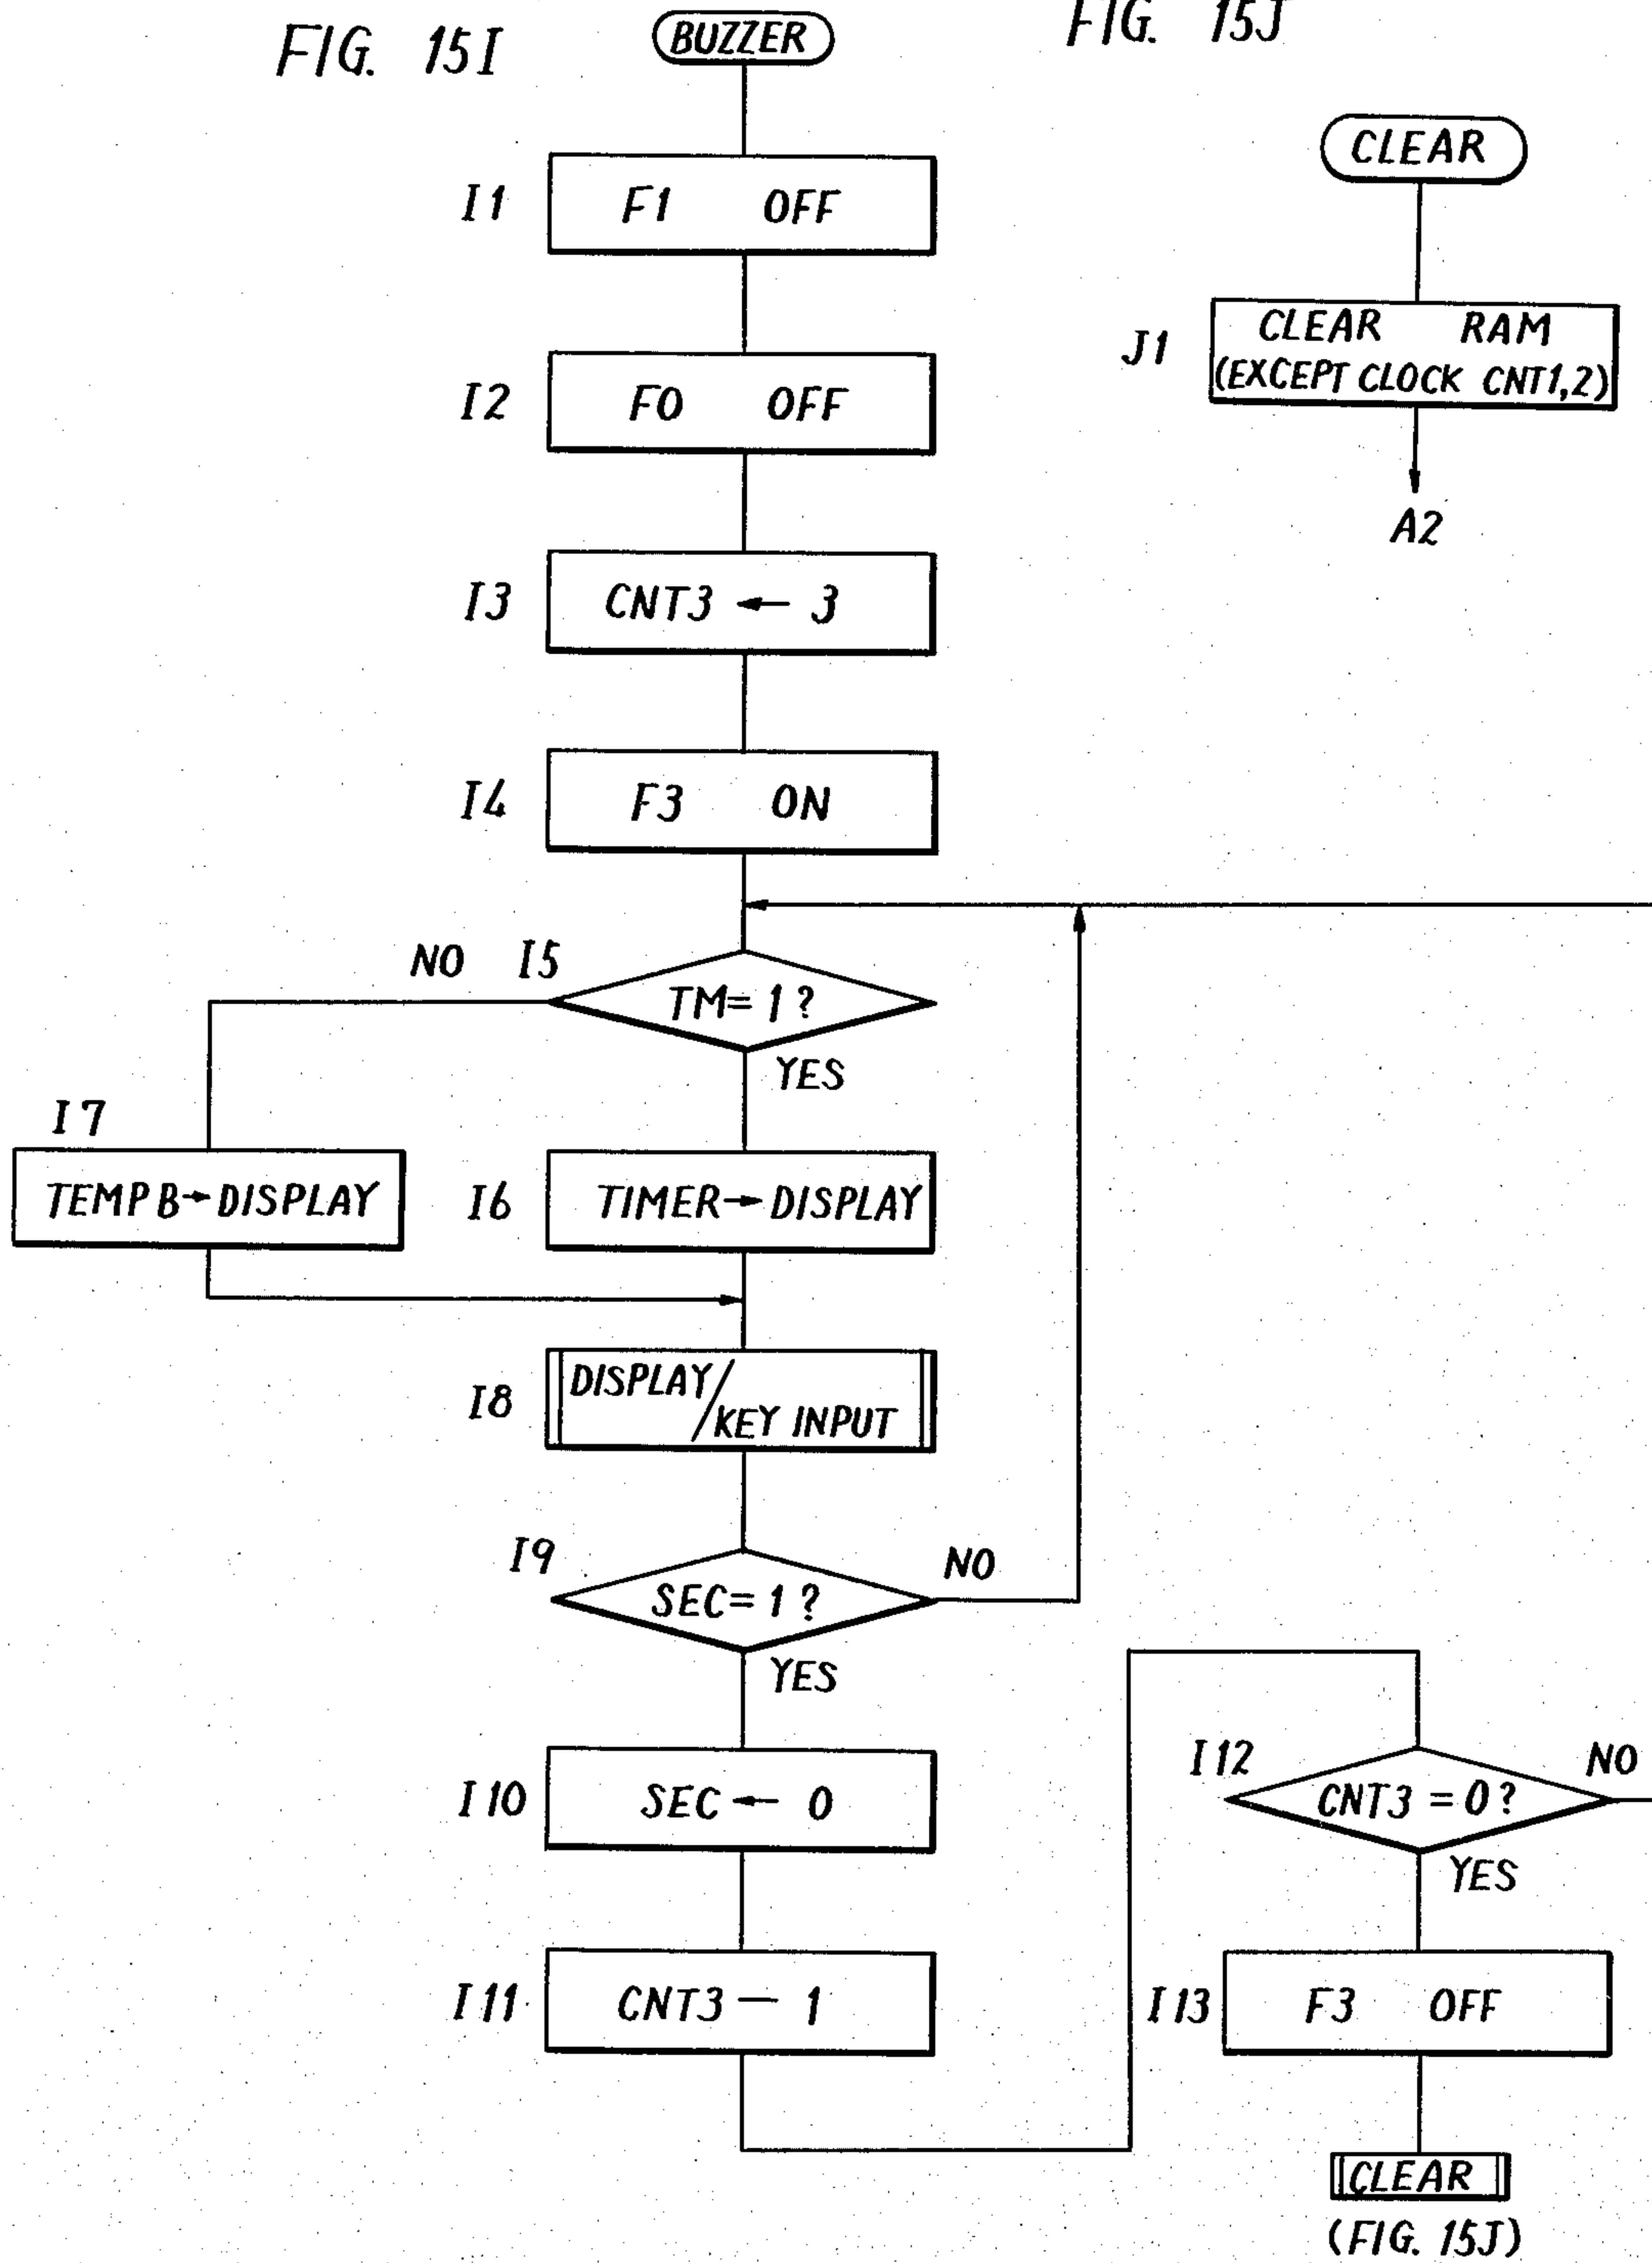 FIG. 15I
BUZZER
I1
F1 OFF
I2
F0 OFF
I3
CNT3 ← 3
I4
F3 ON
NO
I5
TM=1?
YES
I7
TEMP B→DISPLAY
I6
TIMER→DISPLAY
I8
DISPLAY/
KEY INPUT
I9
SEC=1?
NO
YES
I10
SEC ← 0
I11
CNT3 — 1
I12
CNT3 =0?
NO
YES
I13
F3 OFF
CLEAR
(FIG. 15J)
FIG. 15J
CLEAR
J1
CLEAR RAM
(EXCEPT CLOCK CNT1,2)
A2